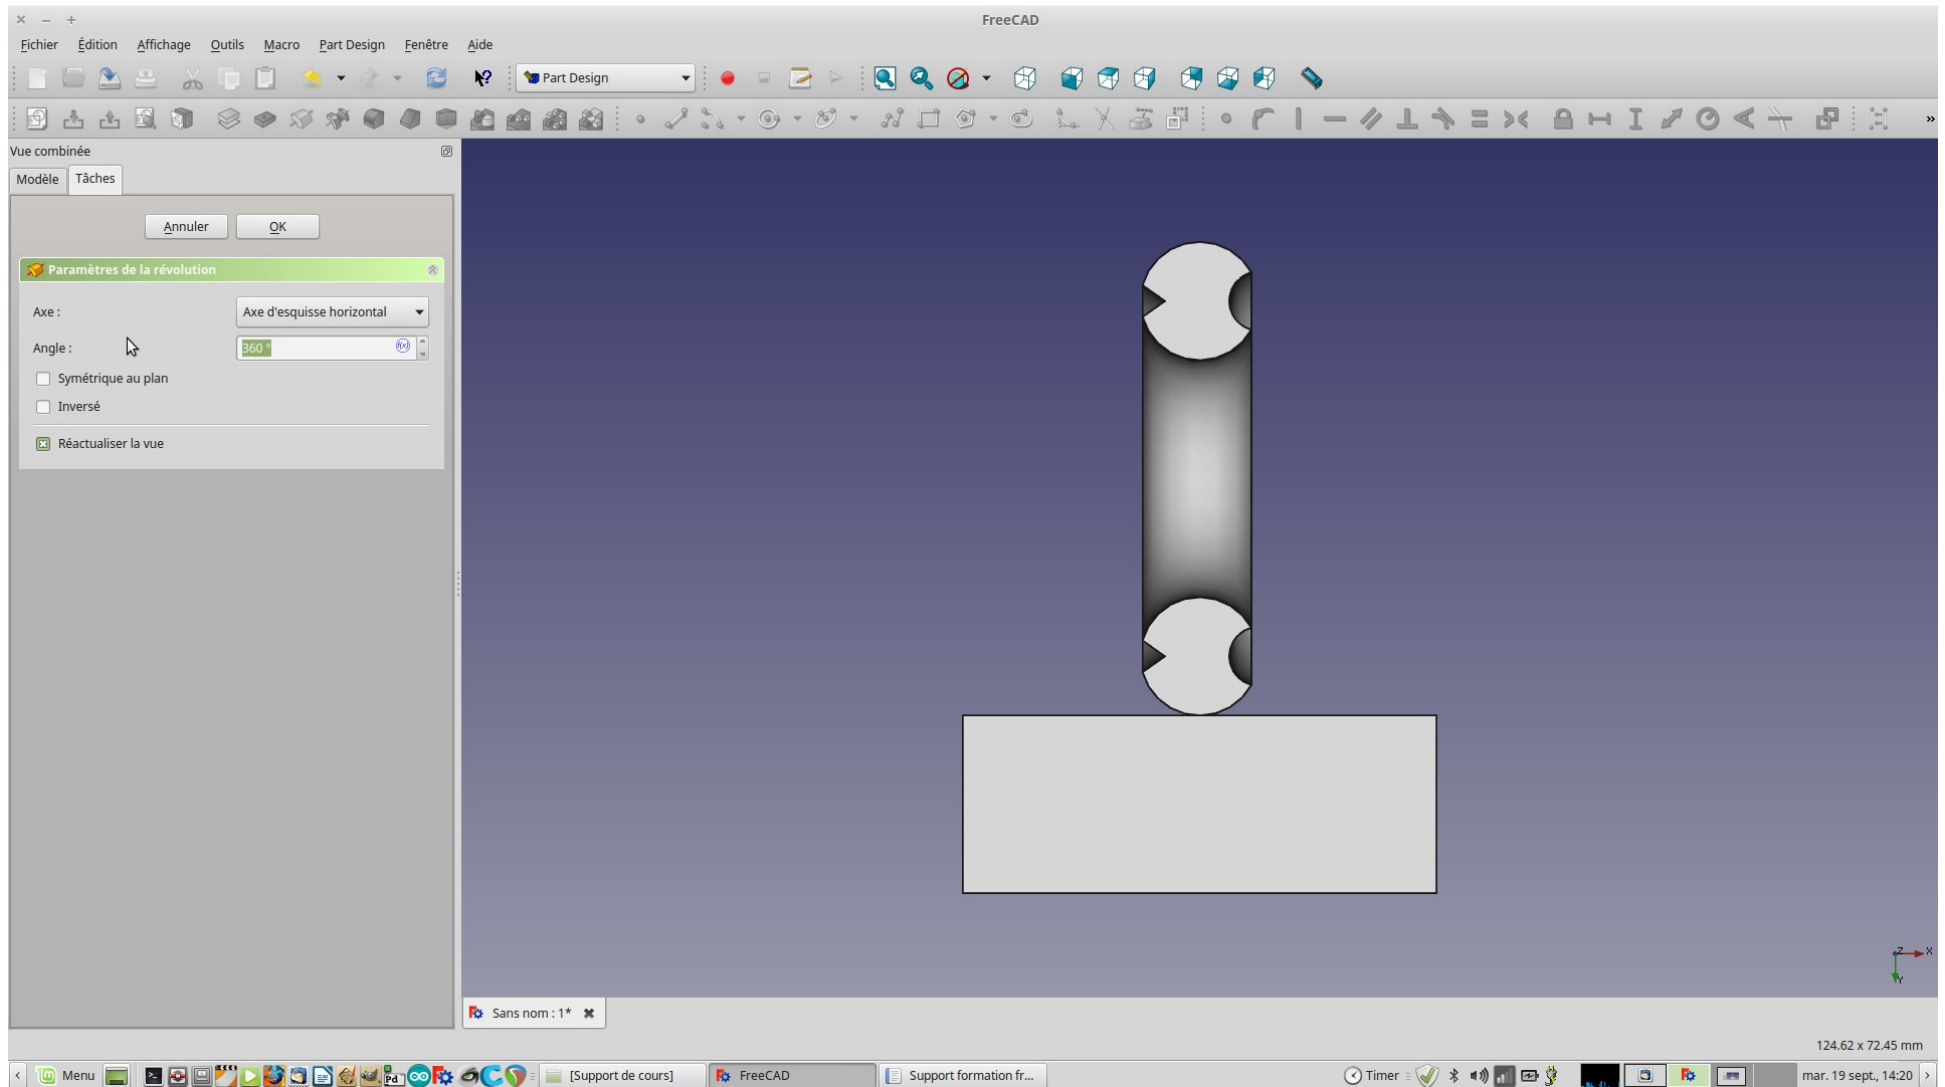 FreeCAD
Fichier Édition Affichage Outils Macro Part Design Fenêtre Aide
Part Design
Vue combinée
Modèle Tâches
Annuler OK
Paramètres de la révolution
Axe : Axe d'esquisse horizontal
Angle : 360 °
Symétrique au plan
Inversé
Réactualiser la vue
Z X
Y
Sans nom : 1*
124.62 x 72.45 mm
Menu Pd [Support de cours] FreeCAD Support formation fr... Timer mar. 19 sept., 14:20